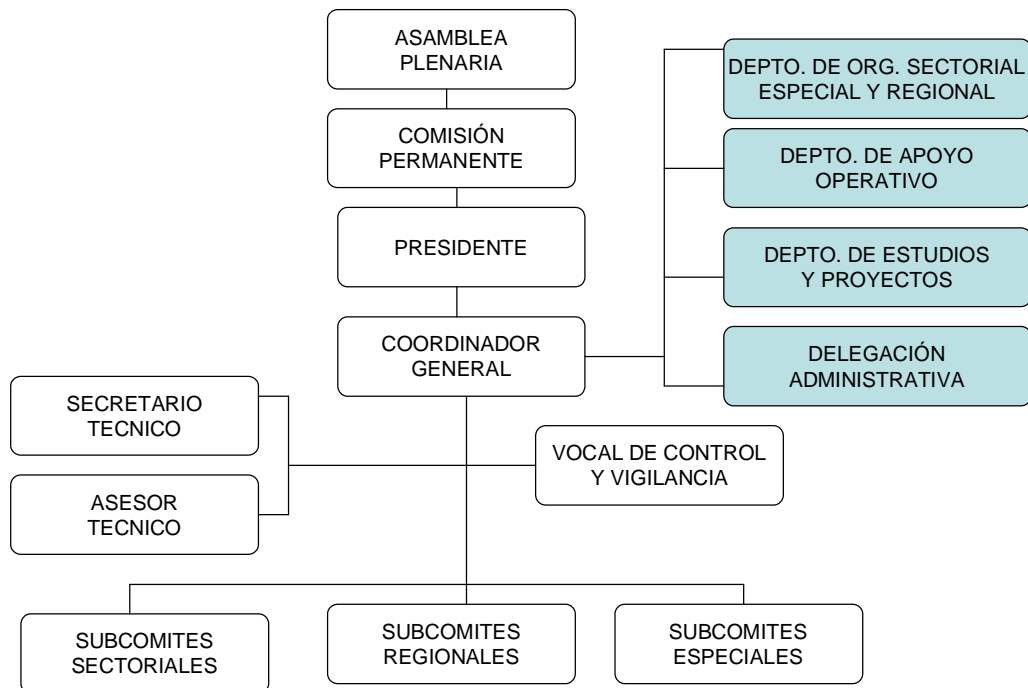 ASAMBLEA
PLENARIA
COMISIÓN
PERMANENTE
PRESIDENTE
COORDINADOR
GENERAL
DEPTO. DE ORG. SECTORIAL
ESPECIAL Y REGIONAL
DEPTO. DE APOYO
OPERATIVO
DEPTO. DE ESTUDIOS
Y PROYECTOS
DELEGACIÓN
ADMINISTRATIVA
SECRETARIO
TECNICO
ASESOR
TECNICO
VOCAL DE CONTROL
Y VIGILANCIA
SUBCOMITES
SECTORIALES
SUBCOMITES
REGIONALES
SUBCOMITES
ESPECIALES